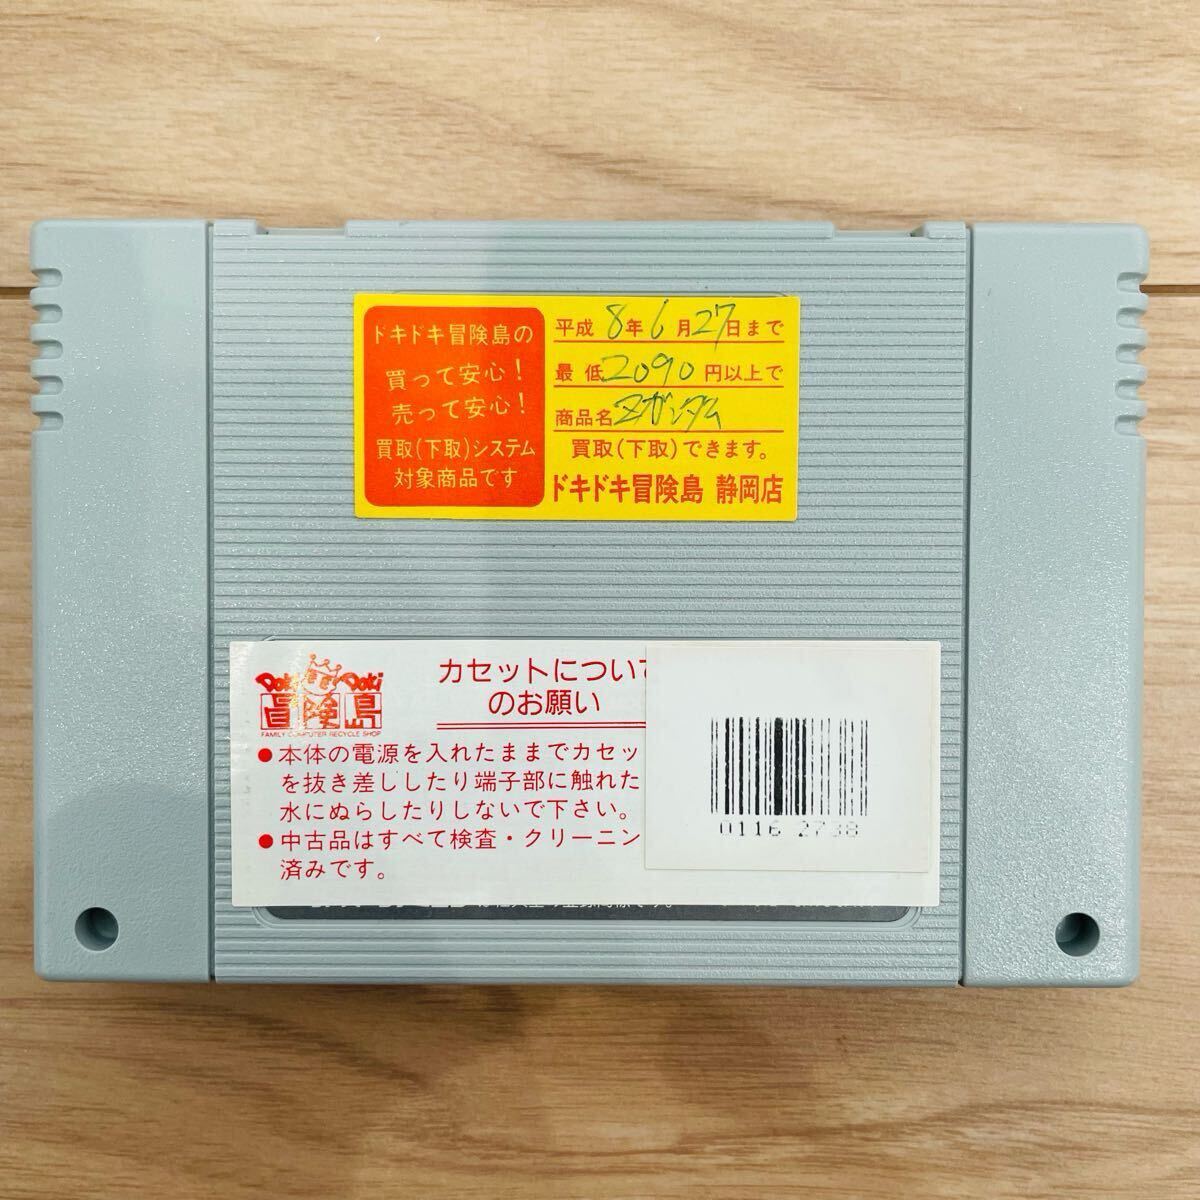 ドキドキ冒険島の
買って安心！
売って安心！
買取(下取)システム
対象商品です
平成 8年6月27日まで
最低2090円以上で
商品名 Zガンダム
買取(下取)できます。
ドキドキ冒険島 静岡店
Doki Doki
冒険島
FAMILY COMPUTER RECYCLE SHOP
カセットについて
のお願い
●本体の電源を入れたままでカセッ
を抜き差ししたり端子部に触れた
水にぬらしたりしないで下さい。
●中古品はすべて検査・クリーニン
済みです。
0116 2738